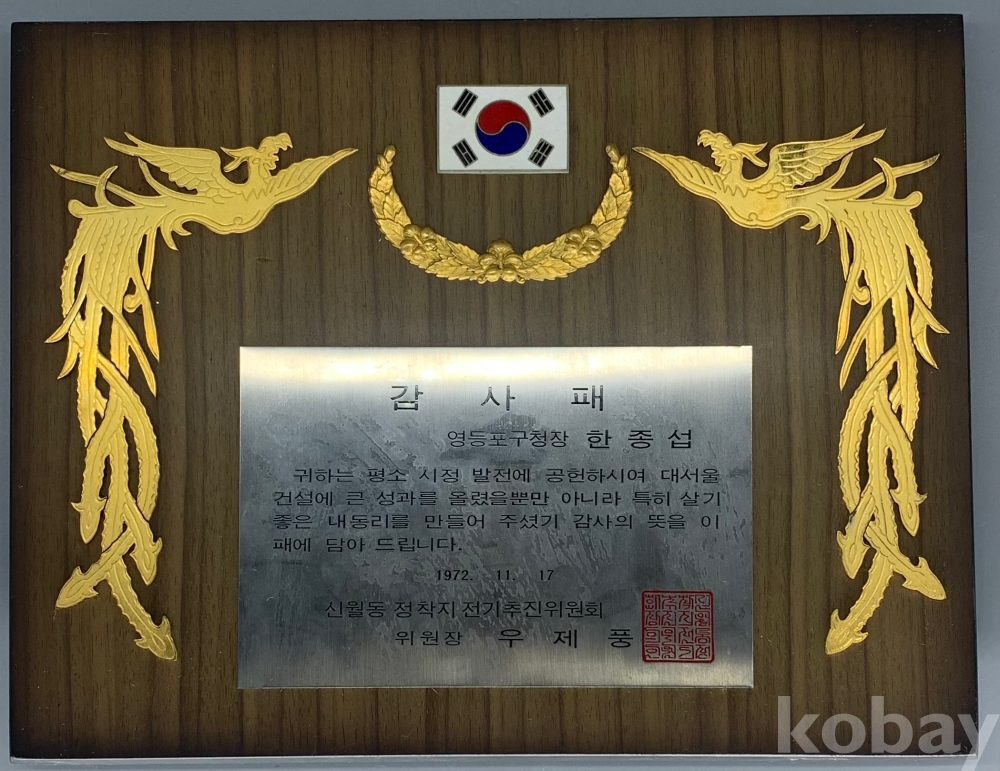 감 사 패
영등포구청장 한 종 섭
귀하는 평소 시정 발전에 공헌하시여 대서울
건설에 큰 성과를 올렸을뿐만 아니라 특히 살기
좋은 내동리를 만들어 주셨기 감사의 뜻을 이
패에 담아 드립니다.
1972. 11. 17
신월동 정착지 전기추진위원회
위원장 우 제 풍
kobay